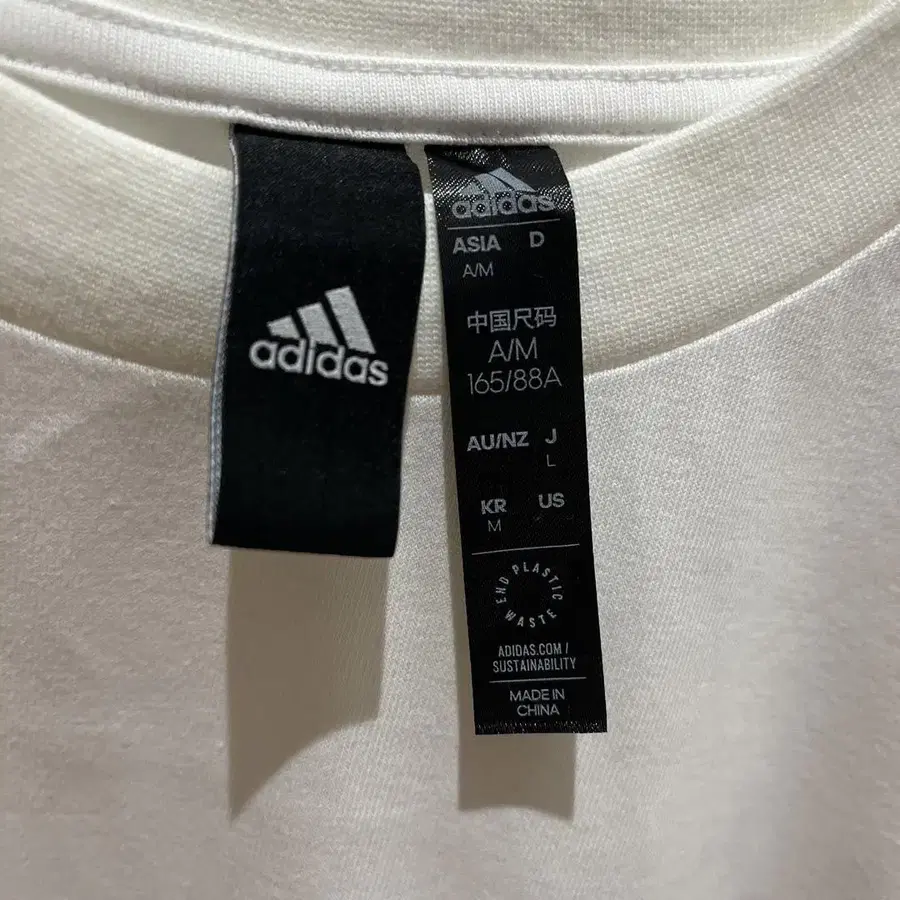 adidas
adidas
ASIA D
A/M
中国尺码
A/M
165/88A
AU/NZ J
L
KR US
M
END PLASTIC WASTE
ADIDAS.COM/
SUSTAINABILITY
MADE IN
CHINA